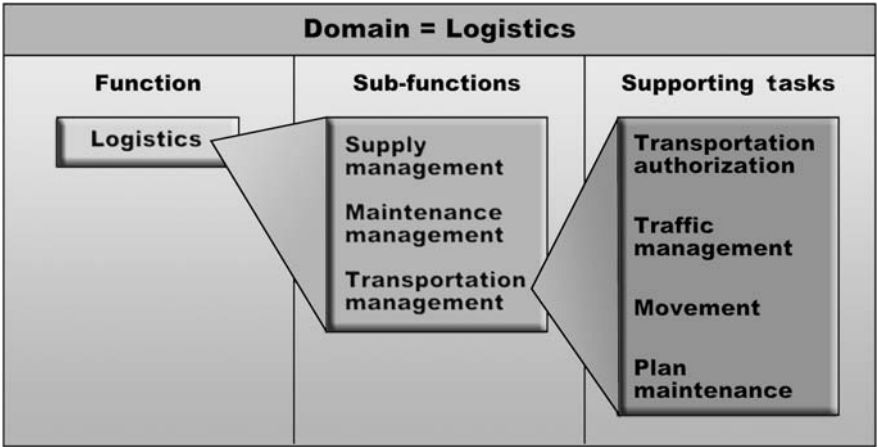 Domain = Logistics
Function
Sub-functions
Supporting tasks
Logistics
Supply
management
Maintenance
management
Transportation
management
Transportation
authorization
Traffic
management
Movement
Plan
maintenance